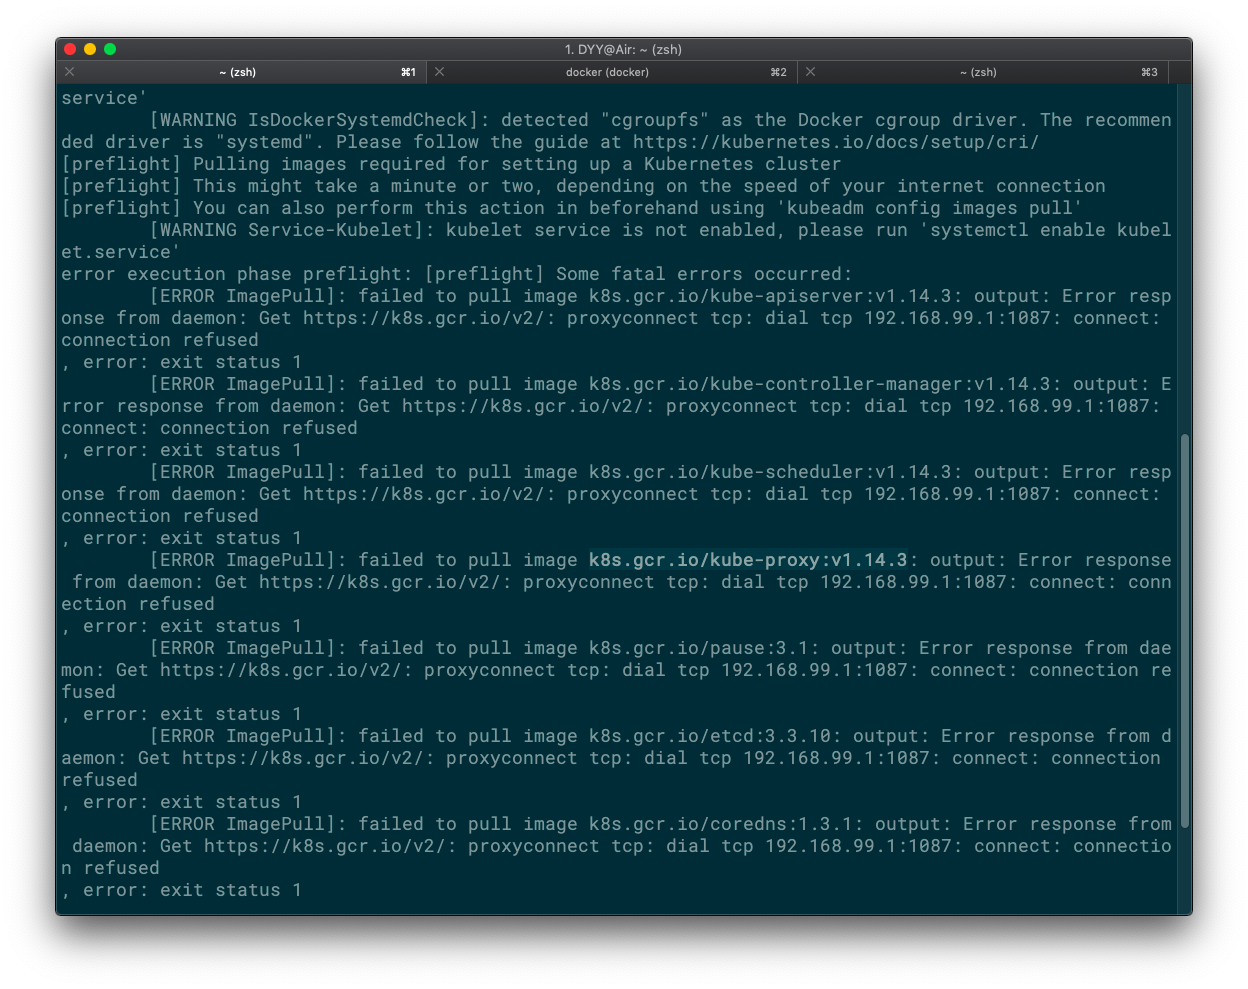 1. DYY@Air: ~ (zsh)
~ (zsh) ⌘1 docker (docker) ⌘2 ~ (zsh) ⌘3
service'
        [WARNING IsDockerSystemdCheck]: detected "cgroupfs" as the Docker cgroup driver. The recommen
ded driver is "systemd". Please follow the guide at https://kubernetes.io/docs/setup/cri/
[preflight] Pulling images required for setting up a Kubernetes cluster
[preflight] This might take a minute or two, depending on the speed of your internet connection
[preflight] You can also perform this action in beforehand using 'kubeadm config images pull'
        [WARNING Service-Kubelet]: kubelet service is not enabled, please run 'systemctl enable kubel
et.service'
error execution phase preflight: [preflight] Some fatal errors occurred:
        [ERROR ImagePull]: failed to pull image k8s.gcr.io/kube-apiserver:v1.14.3: output: Error resp
onse from daemon: Get https://k8s.gcr.io/v2/: proxyconnect tcp: dial tcp 192.168.99.1:1087: connect:
connection refused
, error: exit status 1
        [ERROR ImagePull]: failed to pull image k8s.gcr.io/kube-controller-manager:v1.14.3: output: E
rror response from daemon: Get https://k8s.gcr.io/v2/: proxyconnect tcp: dial tcp 192.168.99.1:1087:
connect: connection refused
, error: exit status 1
        [ERROR ImagePull]: failed to pull image k8s.gcr.io/kube-scheduler:v1.14.3: output: Error resp
onse from daemon: Get https://k8s.gcr.io/v2/: proxyconnect tcp: dial tcp 192.168.99.1:1087: connect:
connection refused
, error: exit status 1
        [ERROR ImagePull]: failed to pull image k8s.gcr.io/kube-proxy:v1.14.3: output: Error response
 from daemon: Get https://k8s.gcr.io/v2/: proxyconnect tcp: dial tcp 192.168.99.1:1087: connect: conn
ection refused
, error: exit status 1
        [ERROR ImagePull]: failed to pull image k8s.gcr.io/pause:3.1: output: Error response from dae
mon: Get https://k8s.gcr.io/v2/: proxyconnect tcp: dial tcp 192.168.99.1:1087: connect: connection re
fused
, error: exit status 1
        [ERROR ImagePull]: failed to pull image k8s.gcr.io/etcd:3.3.10: output: Error response from d
aemon: Get https://k8s.gcr.io/v2/: proxyconnect tcp: dial tcp 192.168.99.1:1087: connect: connection
refused
, error: exit status 1
        [ERROR ImagePull]: failed to pull image k8s.gcr.io/coredns:1.3.1: output: Error response from
 daemon: Get https://k8s.gcr.io/v2/: proxyconnect tcp: dial tcp 192.168.99.1:1087: connect: connectio
n refused
, error: exit status 1